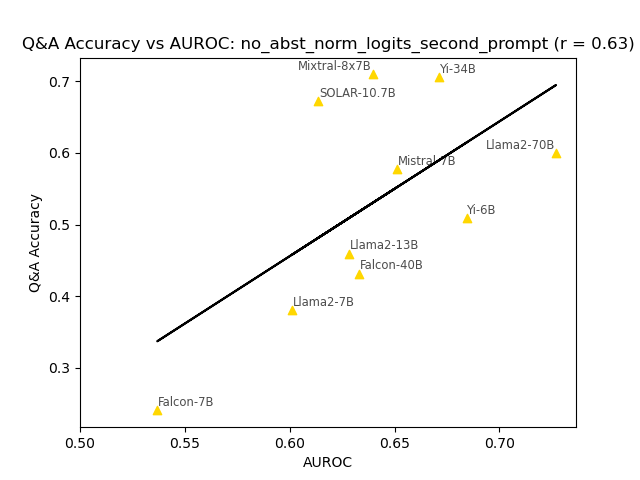 Q&A Accuracy vs AUROC: no_abst_norm_logits_second_prompt (r = 0.63)
Mixtral-8x7B
Yi-34B
0.7
SOLAR-10.7B
Llama2-70B
0.6
Mistral-7B
Yi-6B
0.5
Q&A Accuracy
Llama2-13B
Falcon-40B
0.4
Llama2-7B
0.3
Falcon-7B
0.50 0.55 0.60 0.65 0.70
AUROC